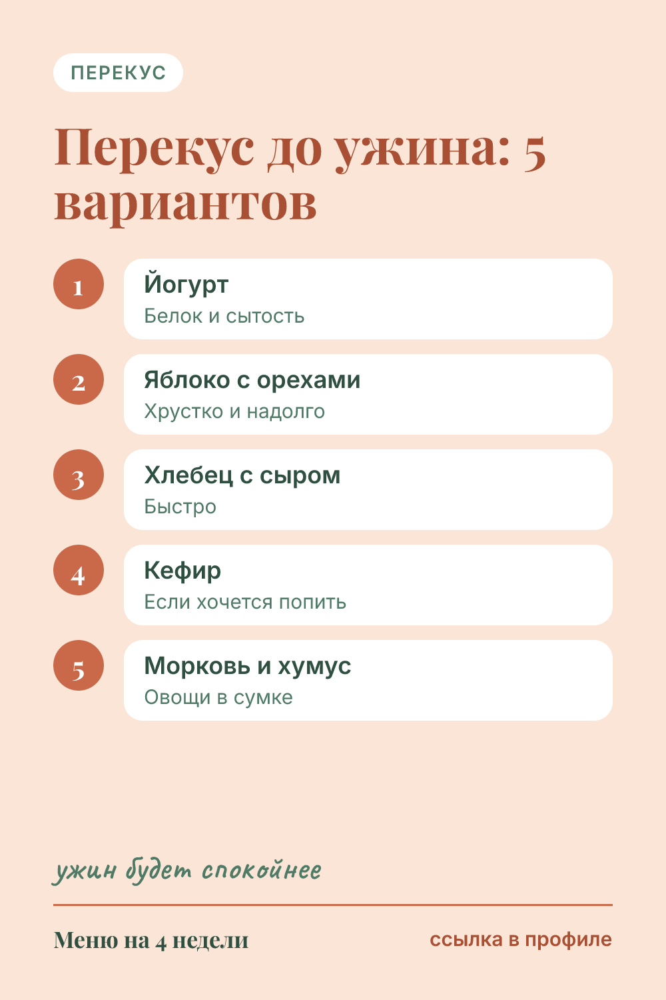 ПЕРЕКУС
Перекус до ужина: 5
вариантов
1
Йогурт
Белок и сытость
2
Яблоко с орехами
Хрустко и надолго
3
Хлебец с сыром
Быстро
4
Кефир
Если хочется попить
5
Морковь и хумус
Овощи в сумке
ужин будет спокойнее
Меню на 4 недели
ссылка в профиле